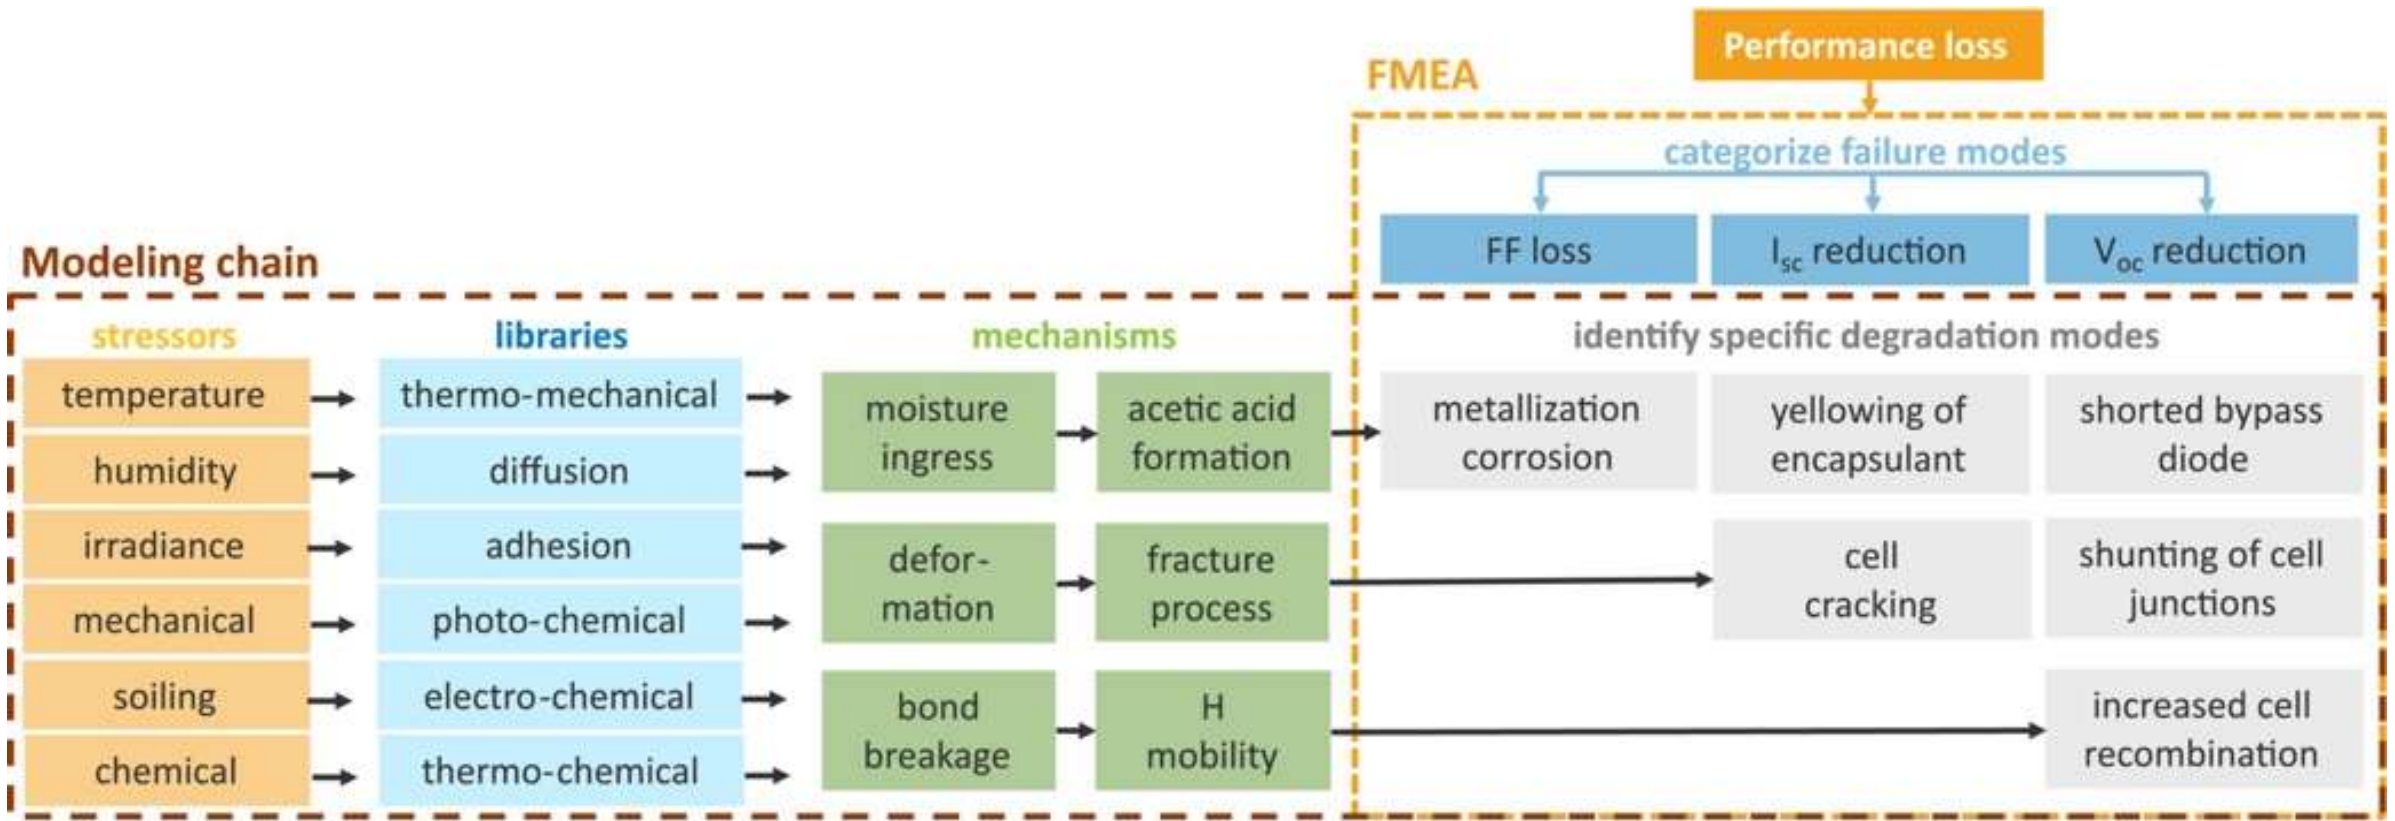 Performance loss
FMEA
categorize failure modes
FF loss
Isc reduction
Voc reduction
Modeling chain
stressors
libraries
mechanisms
identify specific degradation modes
temperature
humidity
irradiance
mechanical
soiling
chemical
thermo-mechanical
diffusion
adhesion
photo-chemical
electro-chemical
thermo-chemical
moisture
ingress
acetic acid
formation
defor-
mation
fracture
process
bond
breakage
H
mobility
metallization
corrosion
yellowing of
encapsulant
cell
cracking
shorted bypass
diode
shunting of cell
junctions
increased cell
recombination